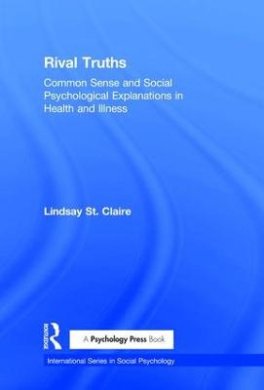 Rival Truths
Common Sense and Social
Psychological Explanations in
Health and Illness
Lindsay St. Claire
ROUTLEDGE
A Psychology Press Book
International Series in Social Psychology